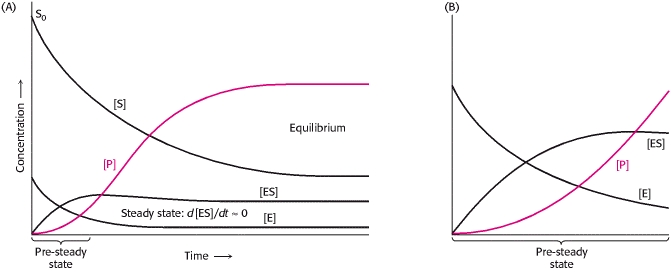 (A)
S₀
[S]
Equilibrium
[P]
[ES]
Steady state: d[ES]/dt ≈ 0
[E]
Concentration →
Pre-steady
state
Time →
(B)
[ES]
[P]
[E]
Pre-steady
state